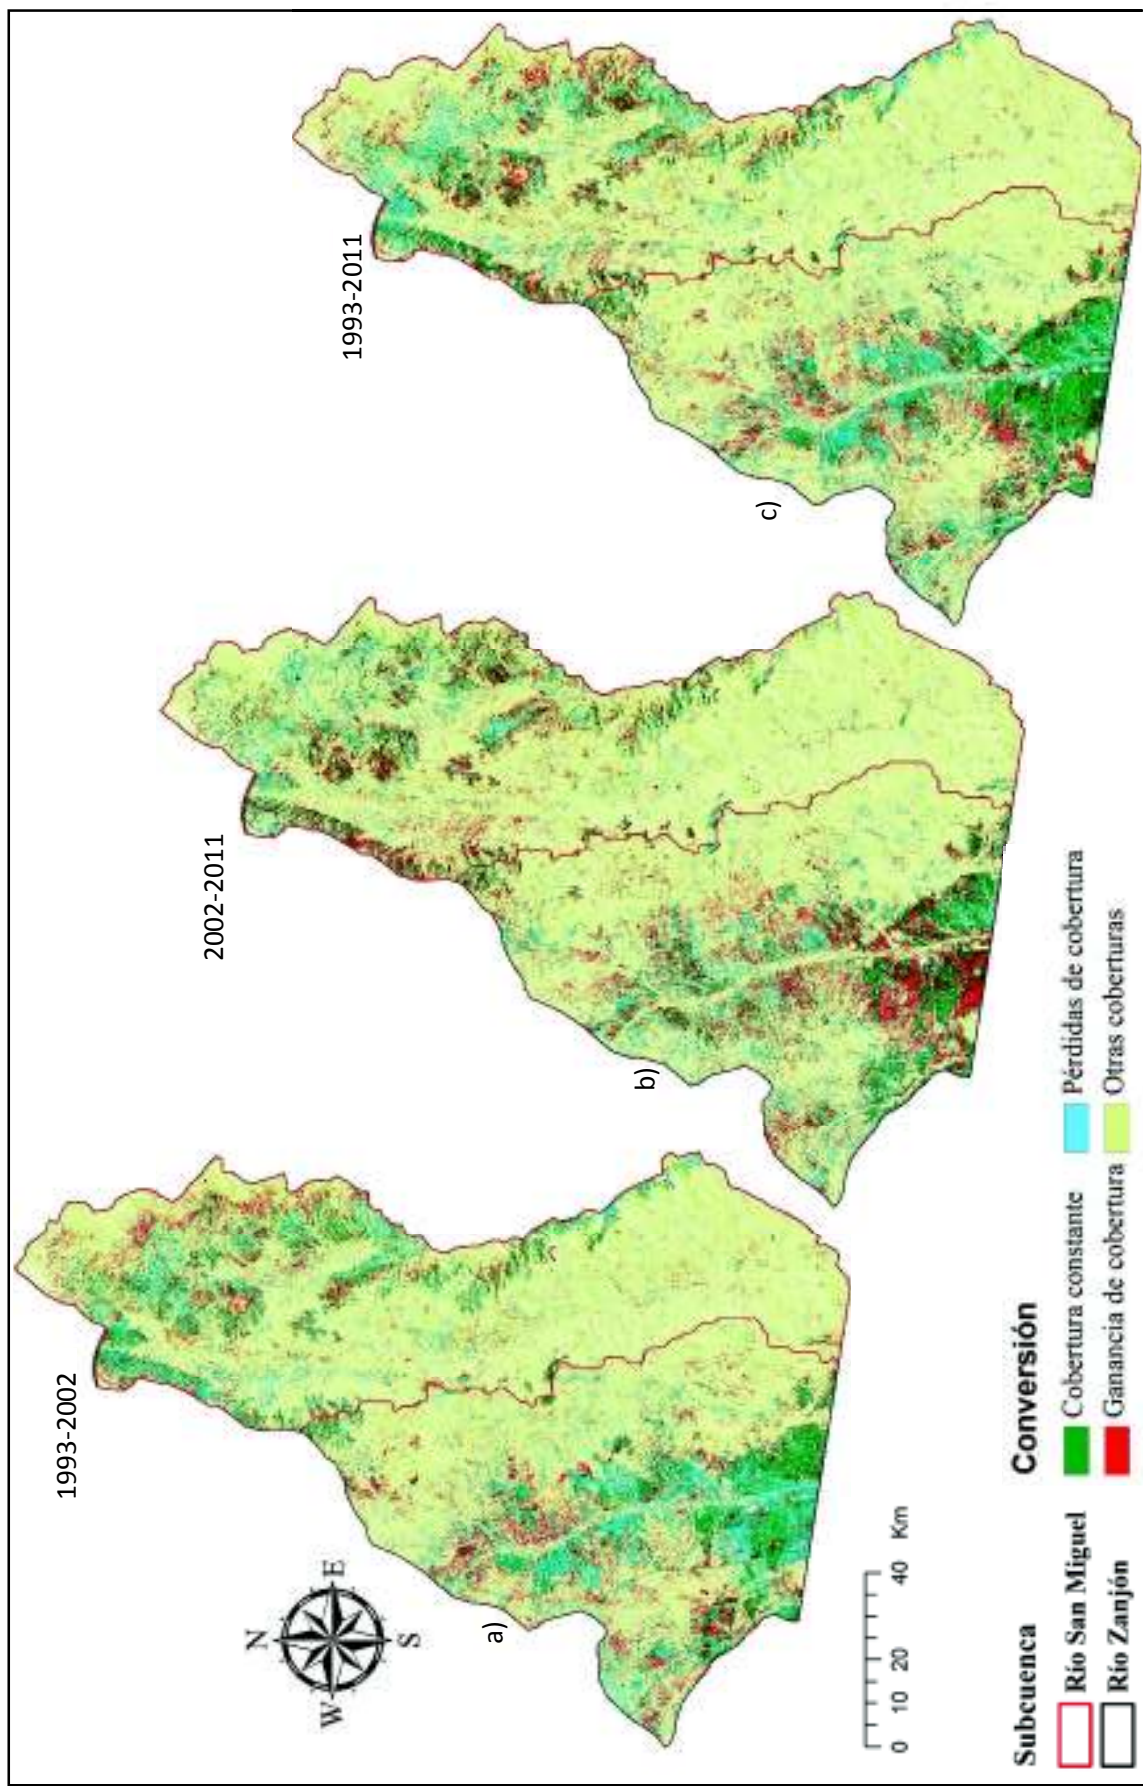 1993-2002
2002-2011
1993-2011
a)
b)
c)
N
W
E
S
0 10 20 40 Km
Subcuenca
Río San Miguel
Río Zanjón
Conversión
Cobertura constante
Ganancia de cobertura
Pérdidas de cobertura
Otras coberturas